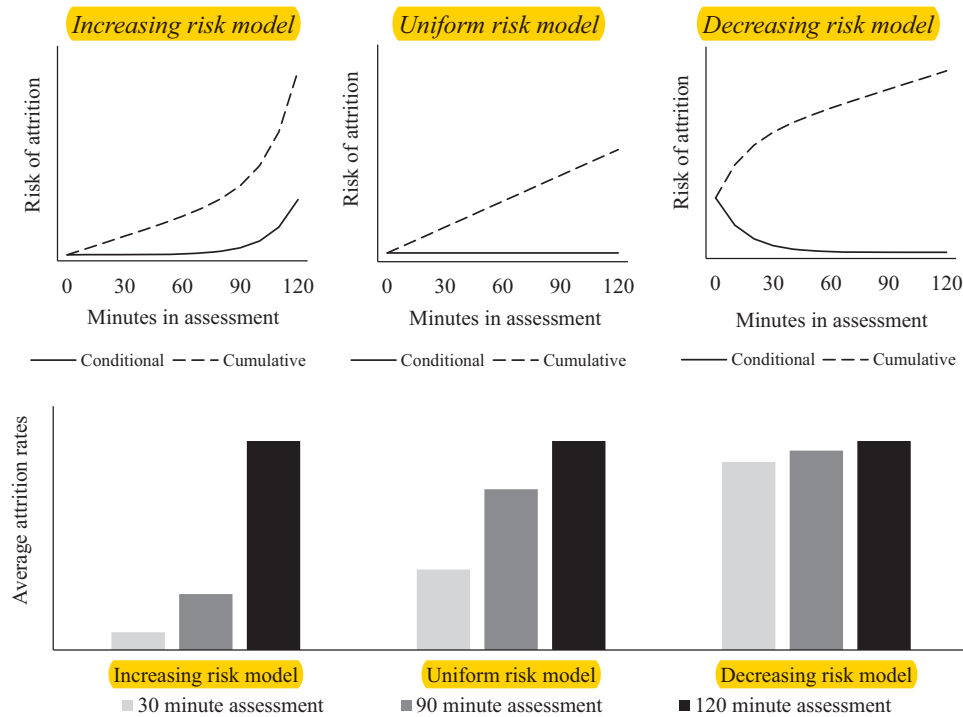 Increasing risk model
Uniform risk model
Decreasing risk model
Risk of attrition
Risk of attrition
Risk of attrition
0 30 60 90 120
0 30 60 90 120
0 30 60 90 120
Minutes in assessment
Minutes in assessment
Minutes in assessment
Conditional Cumulative
Conditional Cumulative
Conditional Cumulative
Average attrition rates
Increasing risk model
Uniform risk model
Decreasing risk model
30 minute assessment
90 minute assessment
120 minute assessment